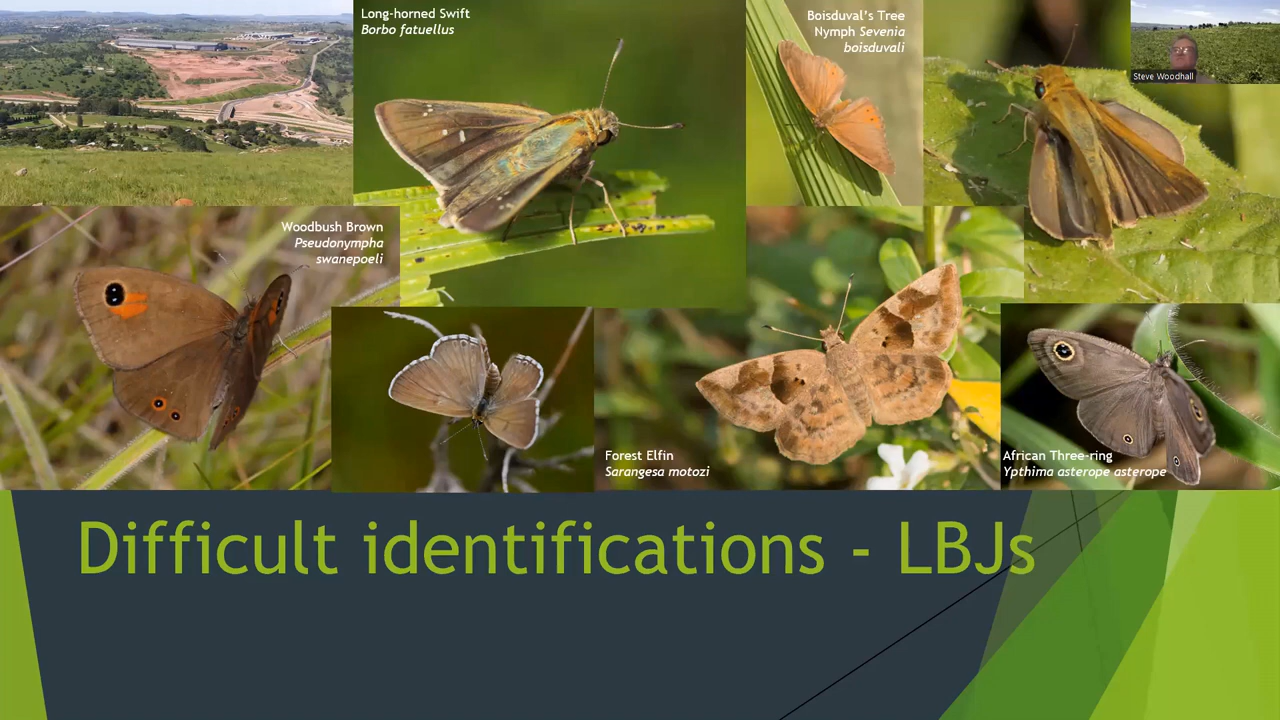 Long-horned Swift
Borbo fatuellus
Boisduval's Tree
Nymph Sevenia
boisduvali
Steve Woodhall
Woodbush Brown
Pseudonympha
swanepoeli
Forest Elfin
Sarangesa motozi
African Three-ring
Ypthima asterope asterope
Difficult identifications - LBJs